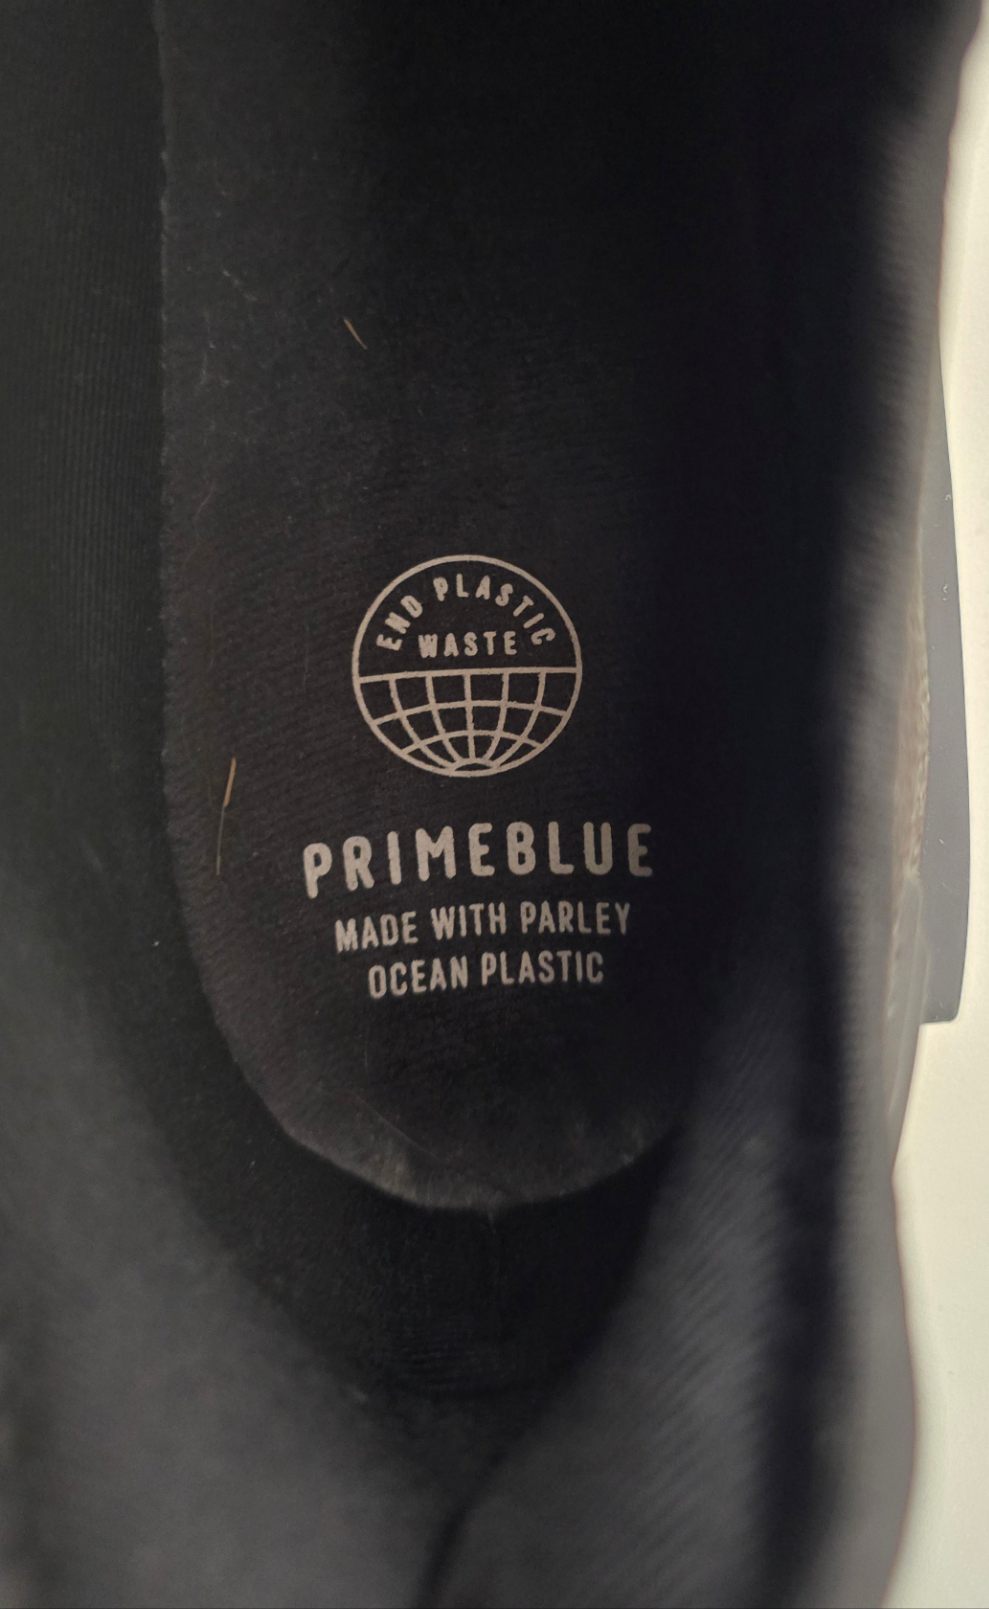 END PLASTIC
WASTE
PRIMEBLUE
MADE WITH PARLEY
OCEAN PLASTIC